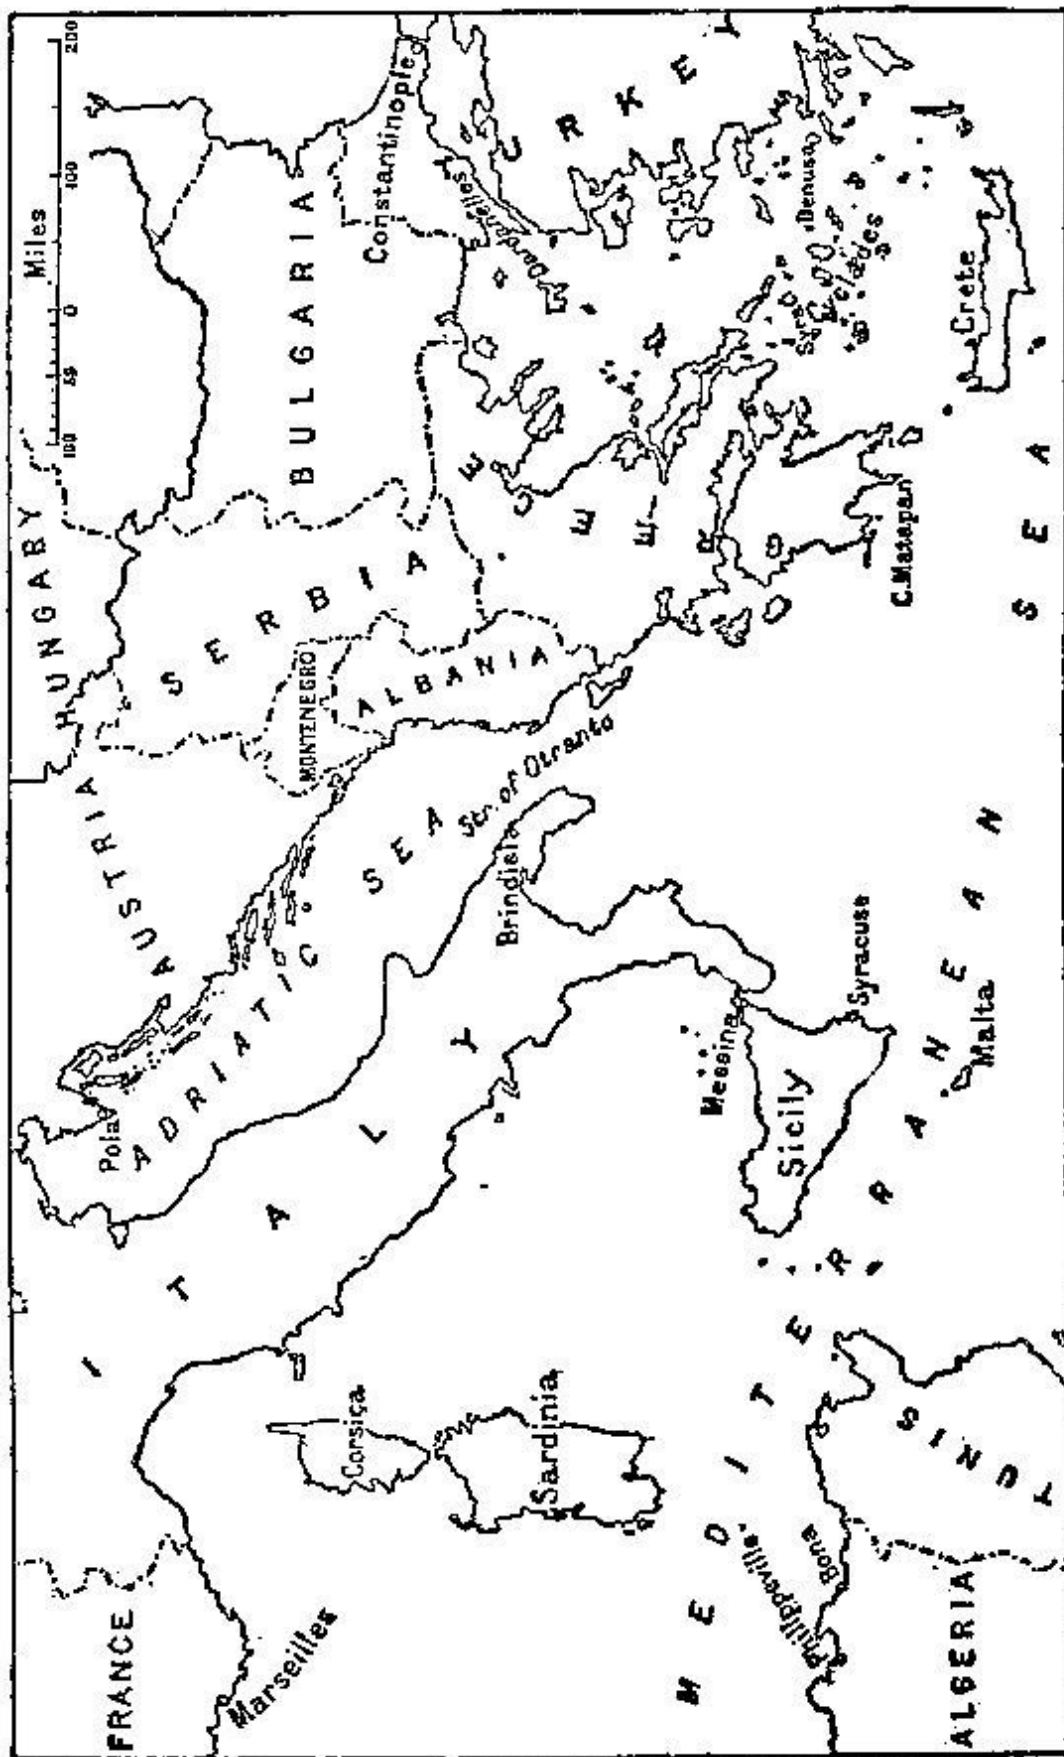 Miles
100 50 0 100 200
HUNGARY
AUSTRIA
FRANCE
Marseilles
ITALY
Pola
ADRIATIC SEA
SERBIA
MONTENEGRO
BULGARIA
ALBANIA
Constantinople
Dardanelles
TURKEY
GREECE
Str. of Otranto
Brindisi
Corsica
Sardinia
Messina
Sicily
Syracuse
Malta
C. Matapan
Syra
Denusa
Cyclades
Crete
MEDITERRANEAN SEA
Philippeville
Bona
ALGERIA
TUNIS